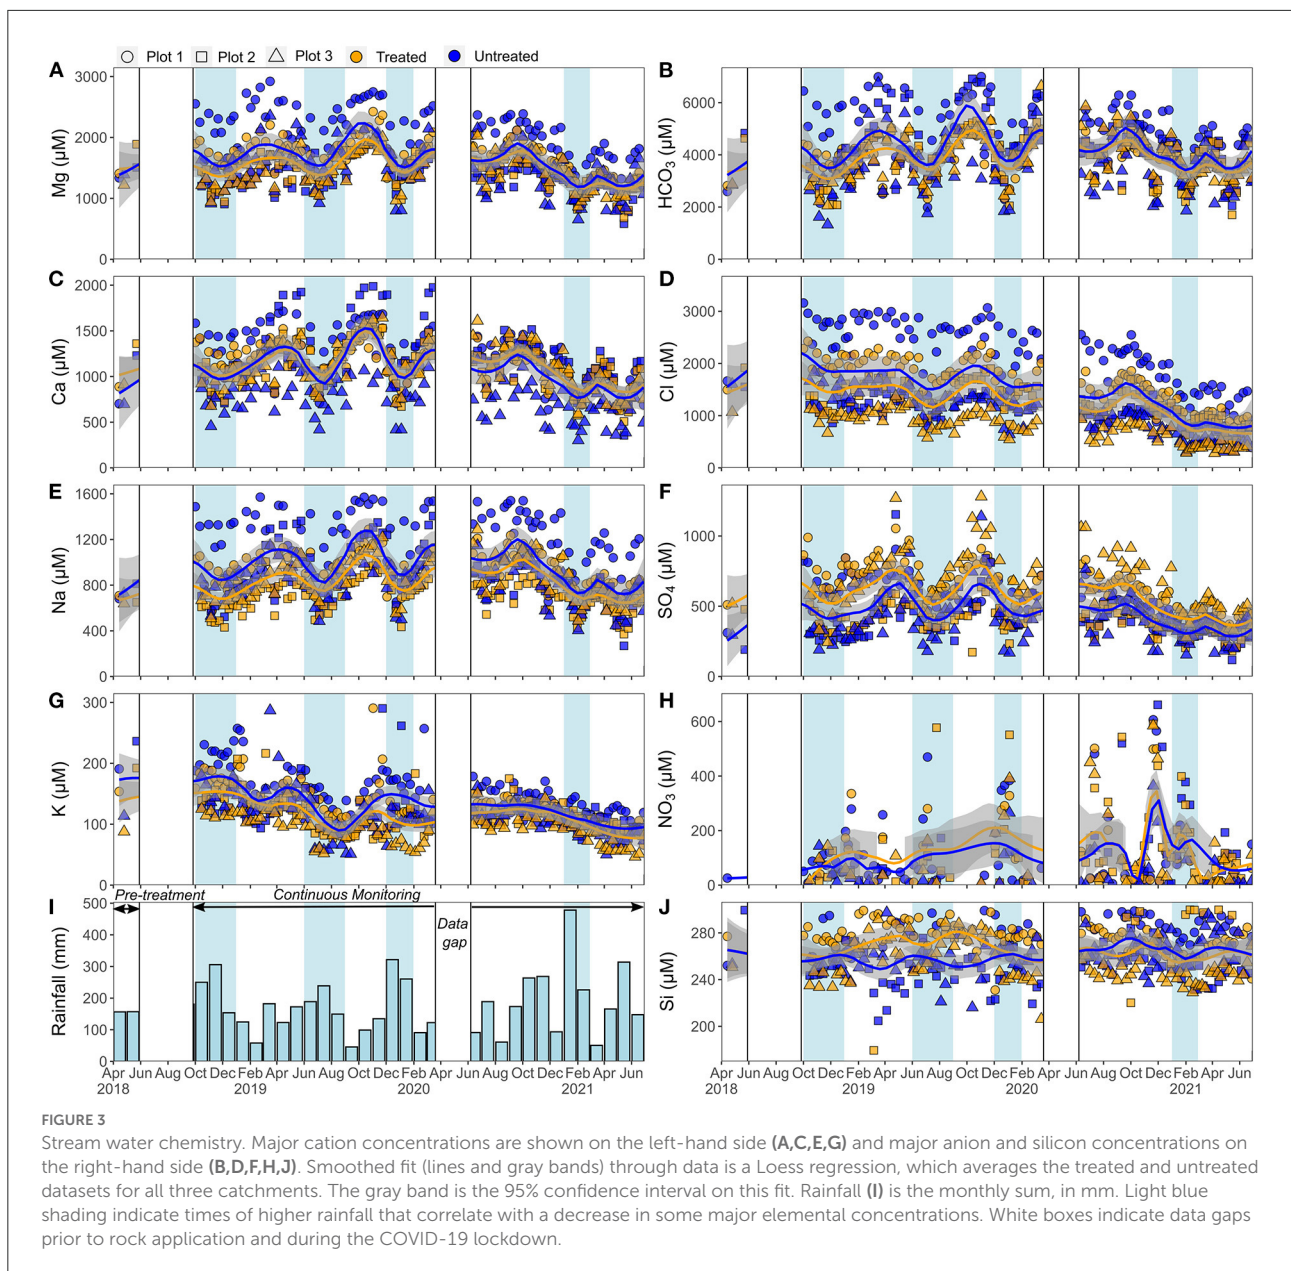 Plot 1 Plot 2 Plot 3 Treated Untreated
A
3000
2000
1000
0
Mg (µM)
B
6000
4000
2000
0
HCO₃ (µM)
C
2000
1500
1000
500
0
Ca (µM)
D
3000
2000
1000
0
Cl (µM)
E
1600
1200
800
400
0
Na (µM)
F
1000
500
0
SO₄ (µM)
G
300
200
100
0
K (µM)
H
600
400
200
0
NO₃ (µM)
I
Pre-treatment Continuous Monitoring
Data
gap
500
400
300
200
100
0
Rainfall (mm)
Apr Jun Aug Oct Dec Feb Apr Jun Aug Oct Dec Feb Apr Jun Aug Oct Dec Feb Apr Jun
2018 2019 2020 2021
J
280
240
200
Si (µM)
Apr Jun Aug Oct Dec Feb Apr Jun Aug Oct Dec Feb Apr Jun Aug Oct Dec Feb Apr Jun
2018 2019 2020 2021
FIGURE 3
Stream water chemistry. Major cation concentrations are shown on the left-hand side (A,C,E,G) and major anion and silicon concentrations on
the right-hand side (B,D,F,H,J). Smoothed fit (lines and gray bands) through data is a Loess regression, which averages the treated and untreated
datasets for all three catchments. The gray band is the 95% confidence interval on this fit. Rainfall (I) is the monthly sum, in mm. Light blue
shading indicate times of higher rainfall that correlate with a decrease in some major elemental concentrations. White boxes indicate data gaps
prior to rock application and during the COVID-19 lockdown.